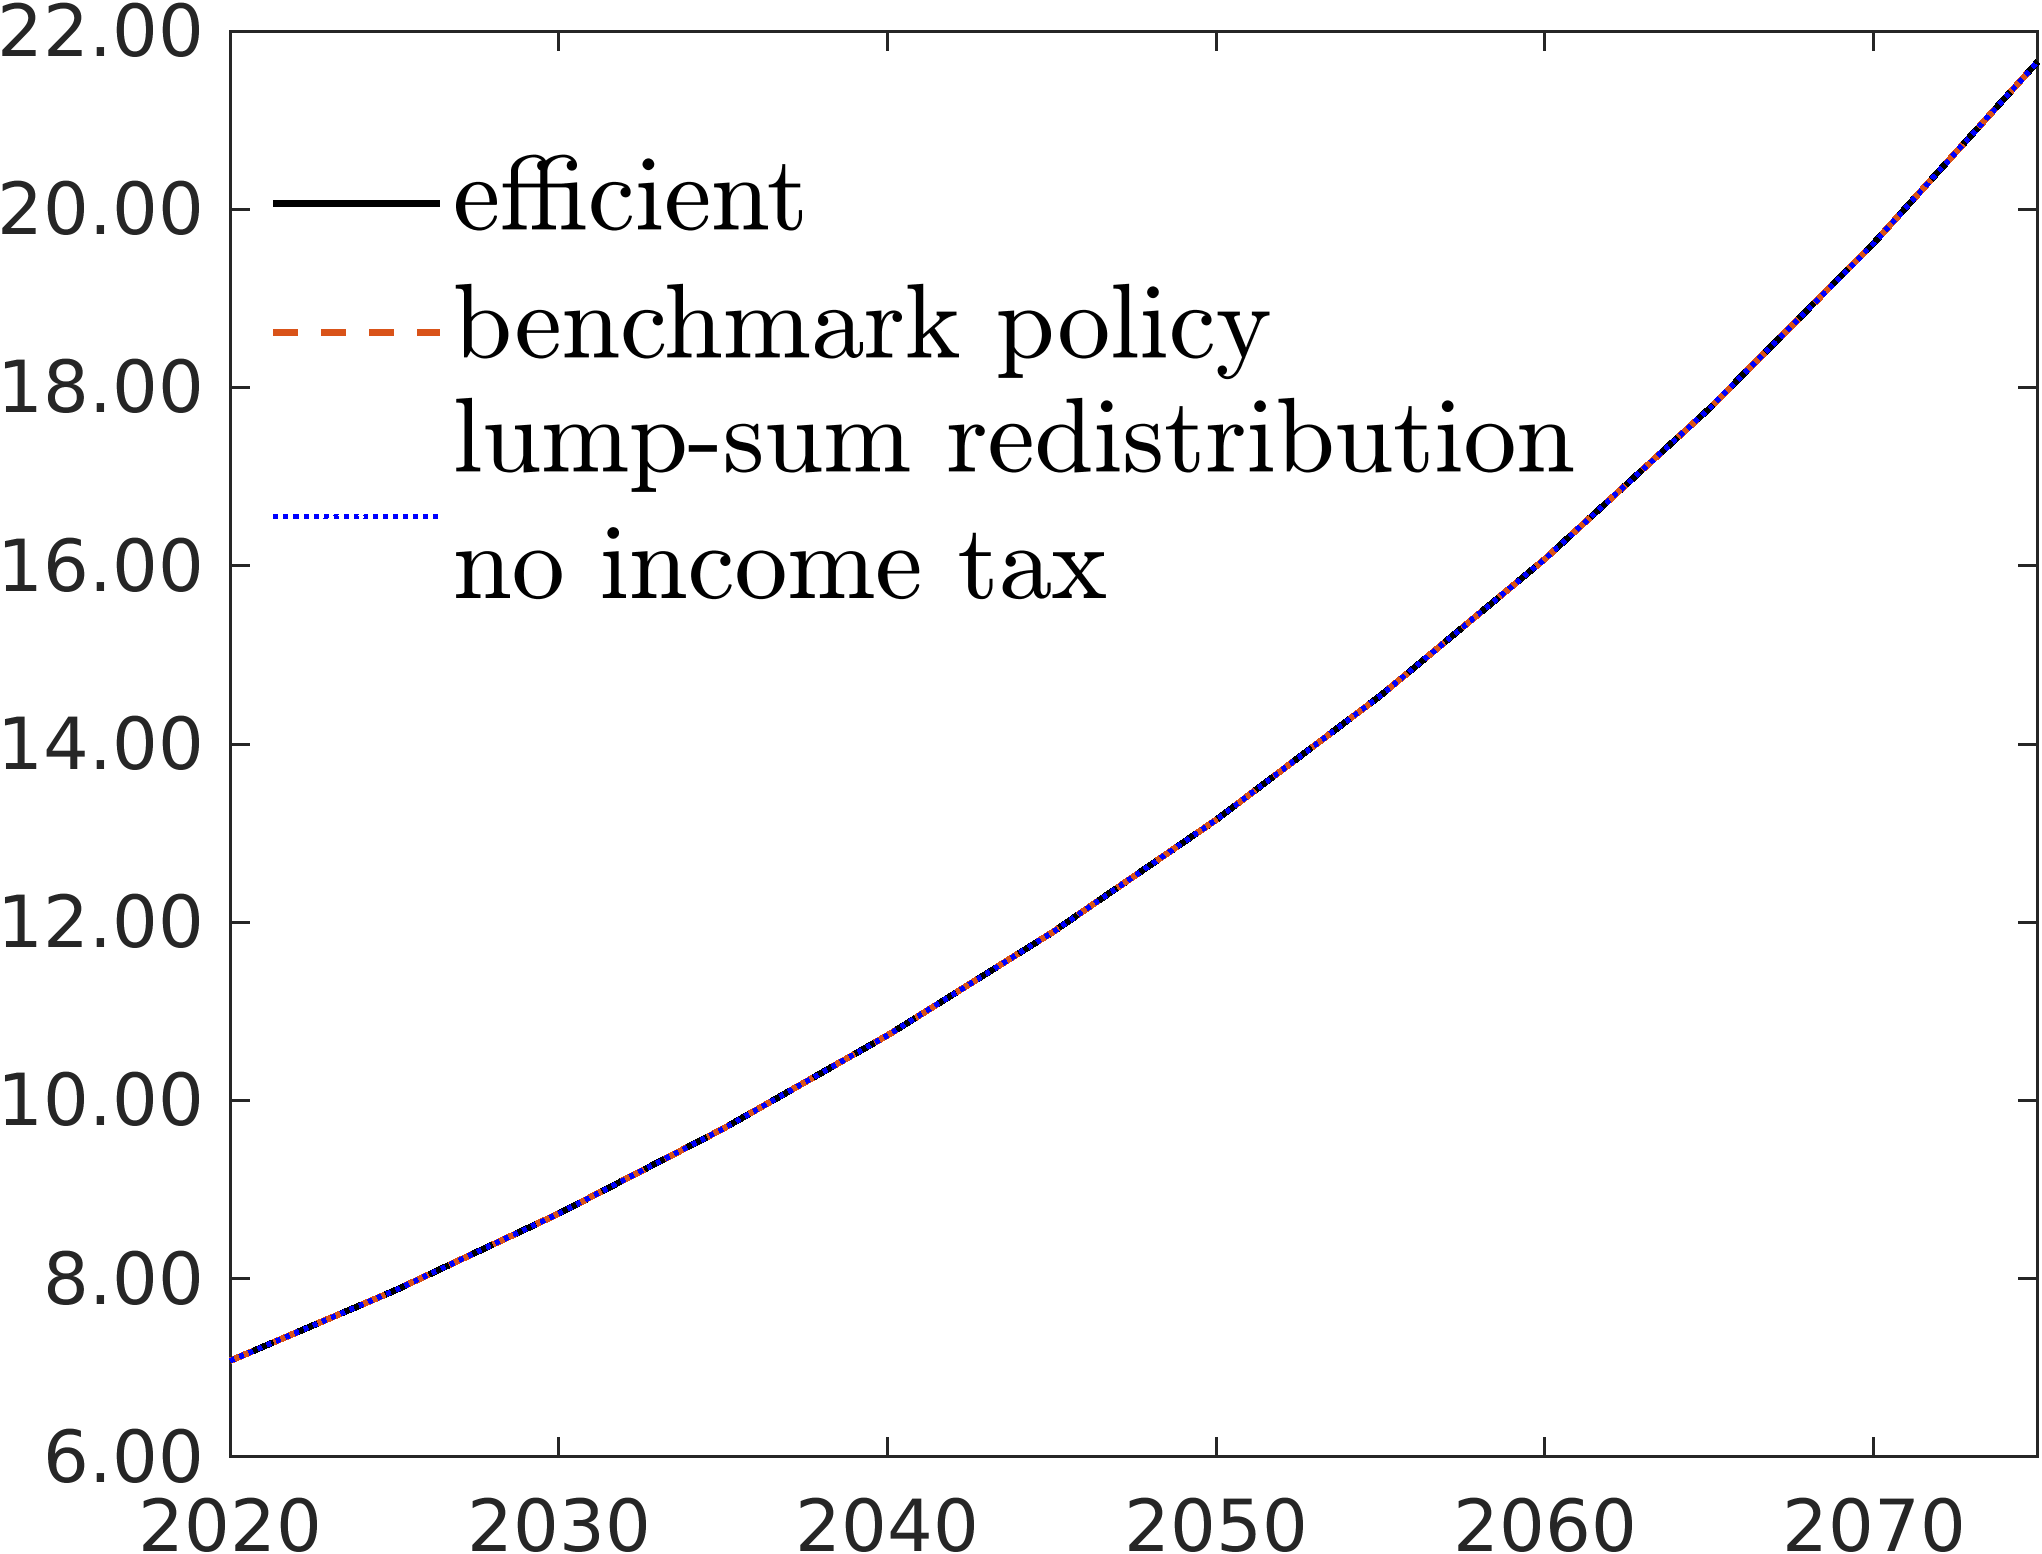 22.00
20.00
18.00
16.00
14.00
12.00
10.00
8.00
6.00
efficient
benchmark policy
lump-sum redistribution
no income tax
2020 2030 2040 2050 2060 2070